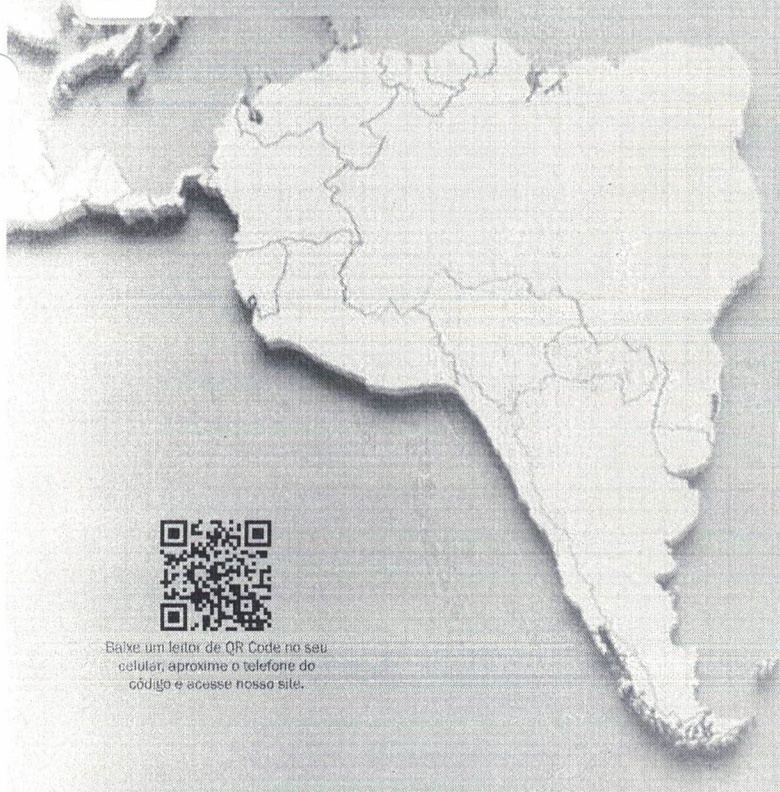 Baixe um leitor de QR Code no seu
celular, aproxime o telefone do
código e acesse nosso site.